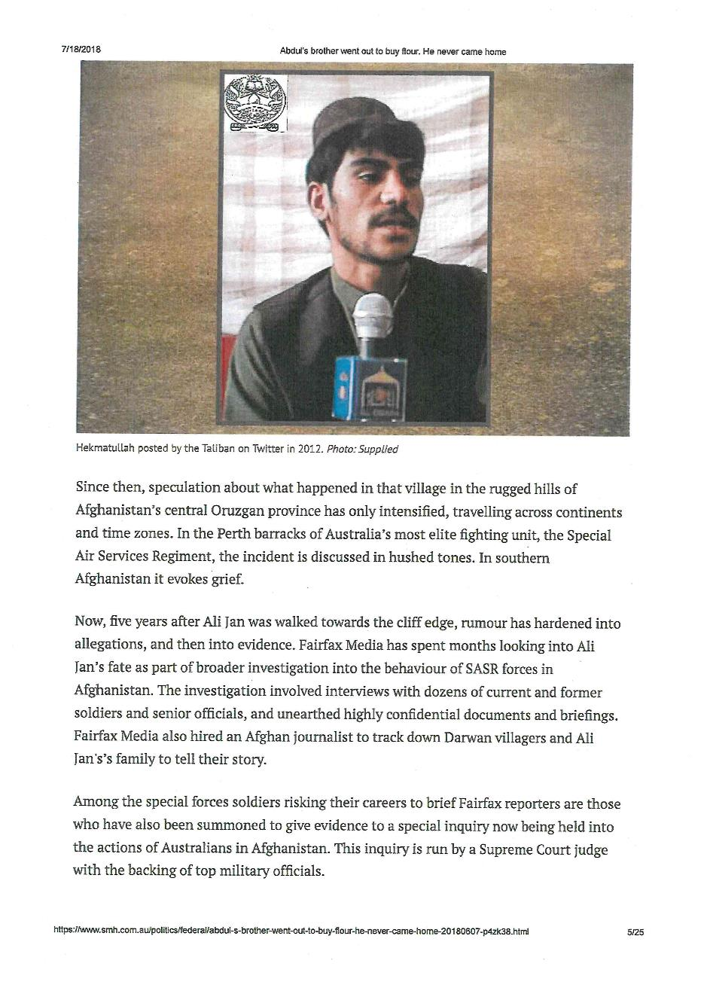 7/18/2018
Abdul's brother went out to buy flour. He never came home
Hekmatullah posted by the Taliban on Twitter in 2012. Photo: Supplied
Since then, speculation about what happened in that village in the rugged hills of
Afghanistan's central Oruzgan province has only intensified, travelling across continents
and time zones. In the Perth barracks of Australia's most elite fighting unit, the Special
Air Services Regiment, the incident is discussed in hushed tones. In southern
Afghanistan it evokes grief.
Now, five years after Ali Jan was walked towards the cliff edge, rumour has hardened into
allegations, and then into evidence. Fairfax Media has spent months looking into Ali
Jan's fate as part of broader investigation into the behaviour of SASR forces in
Afghanistan. The investigation involved interviews with dozens of current and former
soldiers and senior officials, and unearthed highly confidential documents and briefings.
Fairfax Media also hired an Afghan journalist to track down Darwan villagers and Ali
Jan's's family to tell their story.
Among the special forces soldiers risking their careers to brief Fairfax reporters are those
who have also been summoned to give evidence to a special inquiry now being held into
the actions of Australians in Afghanistan. This inquiry is run by a Supreme Court judge
with the backing of top military officials.
https://www.smh.com.au/politics/federal/abdul-s-brother-went-out-to-buy-flour-he-never-came-home-20180607-p4zk38.html
5/25